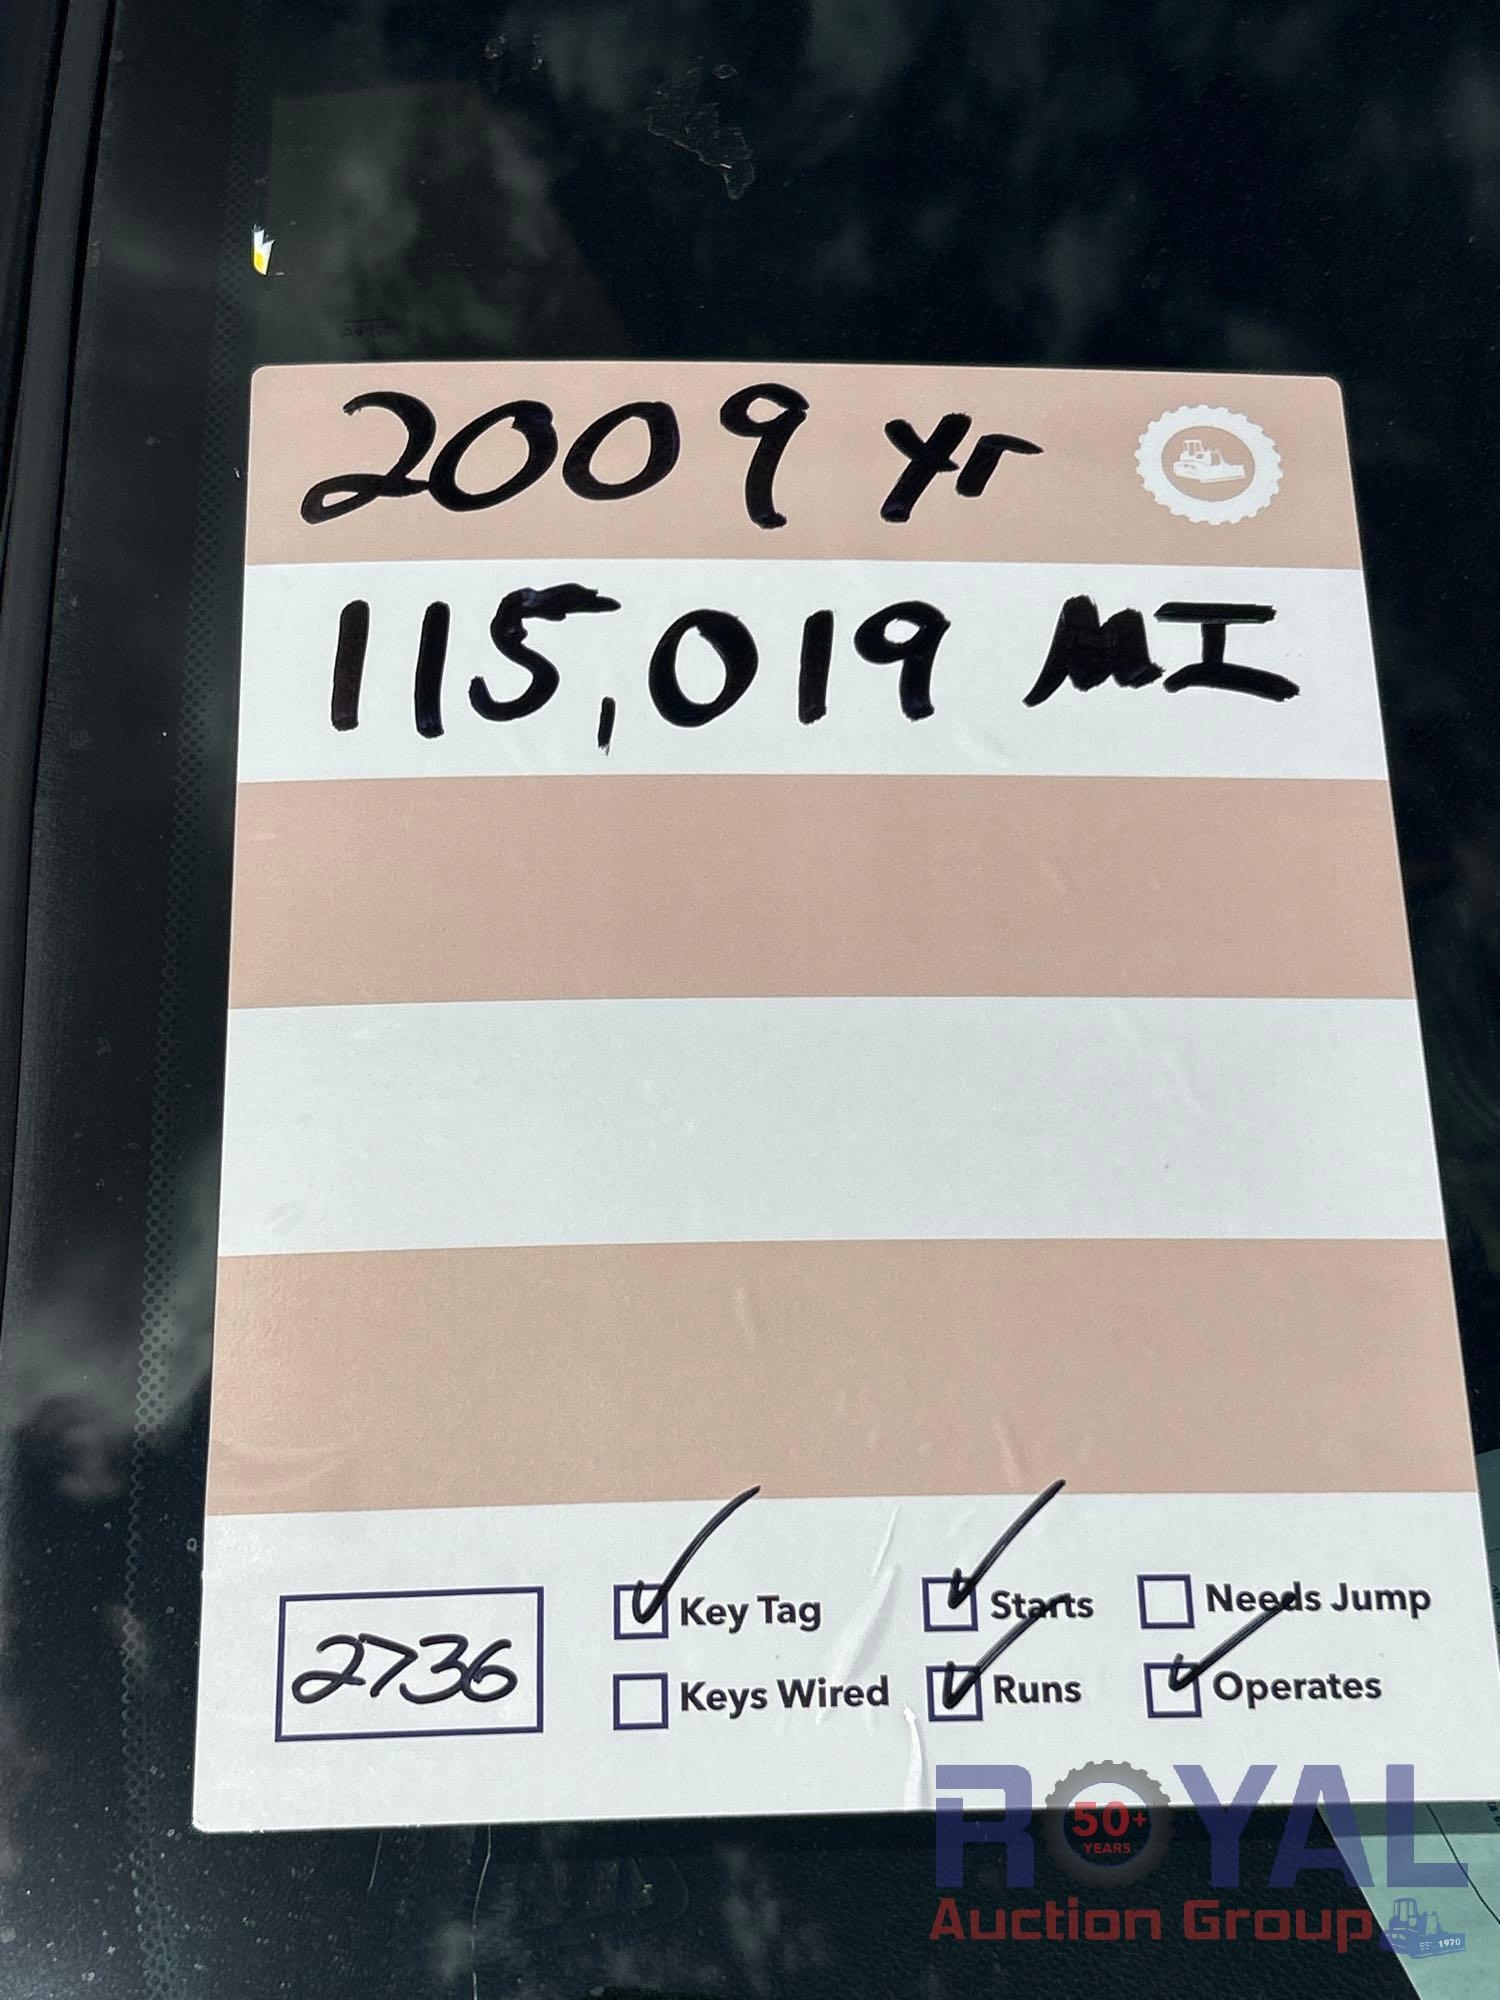 2009 yr
115,019 MI
2736
Key Tag
Starts
Needs Jump
Keys Wired
Runs
Operates
ROYAL
50+
YEARS
Auction Group
EST. 1970